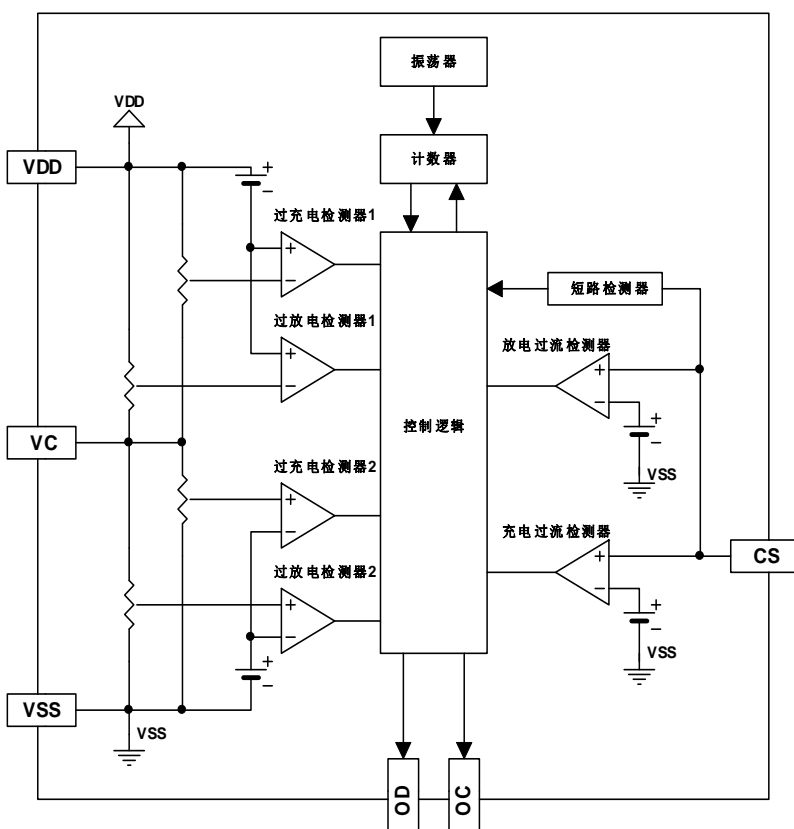 振荡器
VDD
计数器
VDD
+
−
过充电检测器1
+
−
短路检测器
过放电检测器1
放电过流检测器
+
−
+
−
+
−
控制逻辑
VC
VSS
过充电检测器2
+
−
充电过流检测器
+
−
CS
过放电检测器2
+
−
+
−
VSS
+
−
VSS
VSS
OD
OC